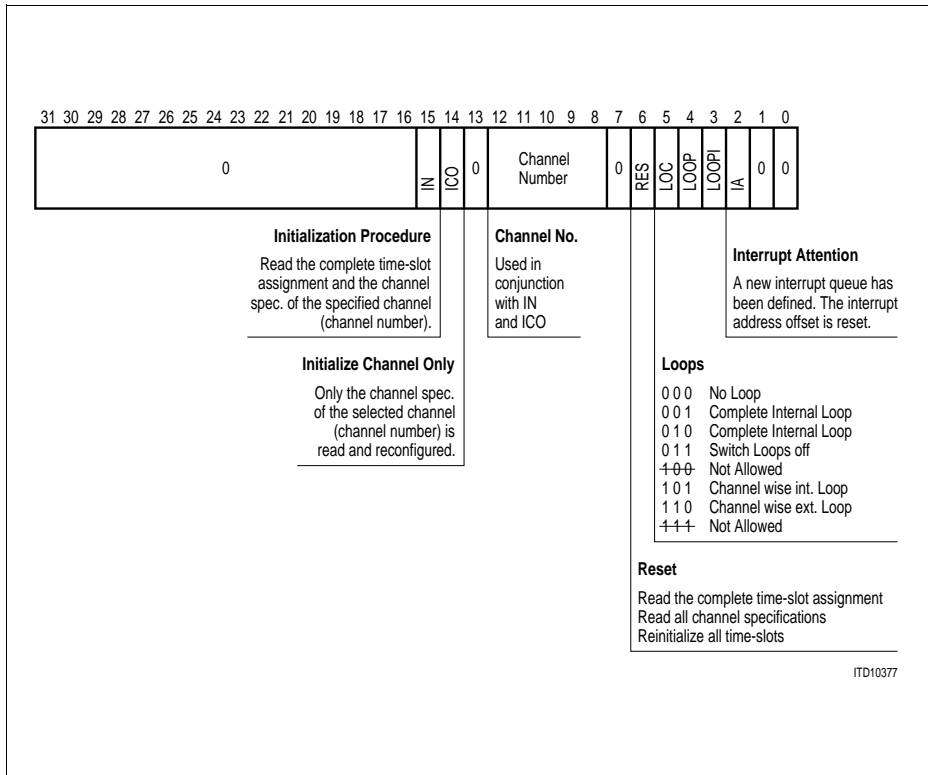 31 30 29 28 27 26 25 24 23 22 21 20 19 18 17 16 15 14 13 12 11 10 9 8 7 6 5 4 3 2 1 0
0 IN ICO 0 Channel Number 0 RES LOC LOOP LOOPI IA 0 0
Initialization Procedure
Read the complete time-slot
assignment and the channel
spec. of the specified channel
(channel number).
Channel No.
Used in
conjunction
with IN
and ICO
Interrupt Attention
A new interrupt queue has
been defined. The interrupt
address offset is reset.
Initialize Channel Only
Only the channel spec.
of the selected channel
(channel number) is
read and reconfigured.
Loops
0 0 0 No Loop
0 0 1 Complete Internal Loop
0 1 0 Complete Internal Loop
0 1 1 Switch Loops off
1 0 0 Not Allowed
1 0 1 Channel wise int. Loop
1 1 0 Channel wise ext. Loop
1 1 1 Not Allowed
Reset
Read the complete time-slot assignment
Read all channel specifications
Reinitialize all time-slots
ITD10377